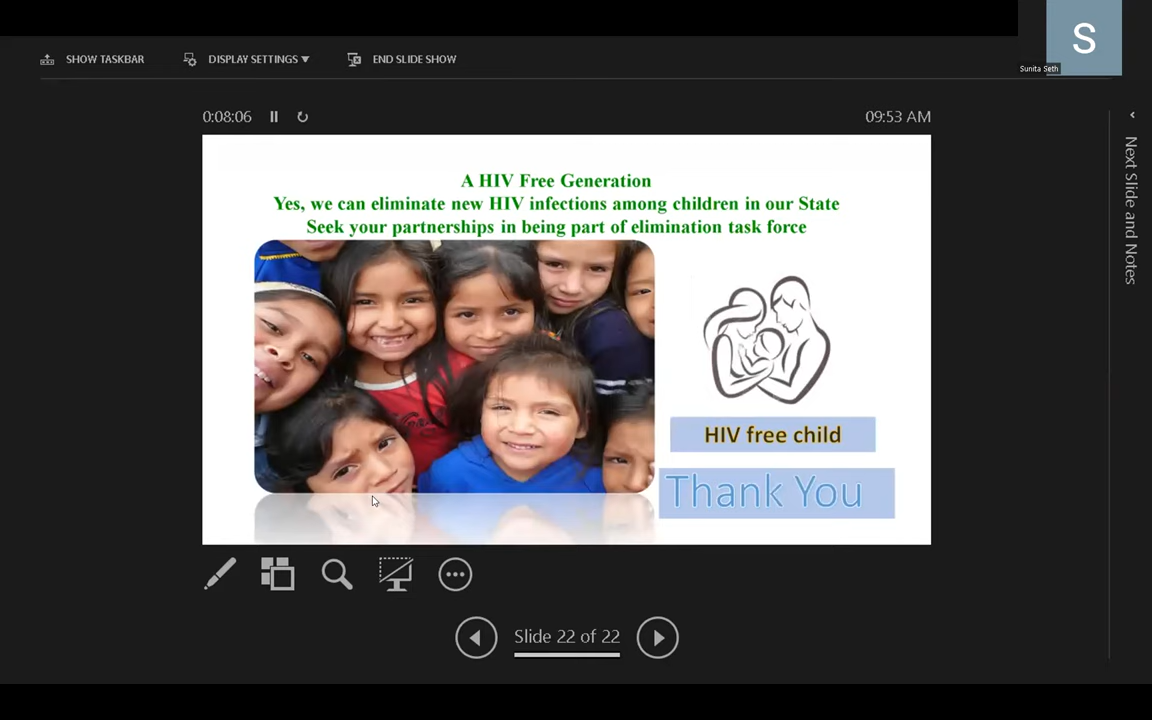 S
Sunita Seth
SHOW TASKBAR
DISPLAY SETTINGS ▼
END SLIDE SHOW
0:08:06
09:53 AM
Next Slide and Notes
A HIV Free Generation
Yes, we can eliminate new HIV infections among children in our State
Seek your partnerships in being part of elimination task force
HIV free child
Thank You
Slide 22 of 22